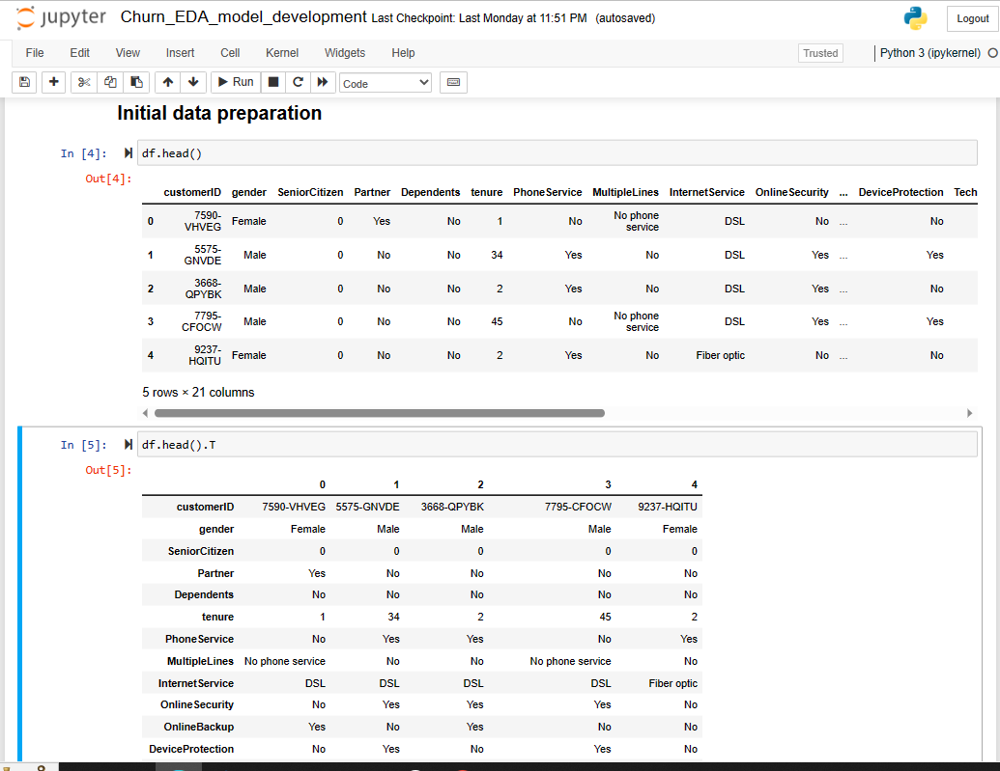 jupyter Churn_EDA_model_development Last Checkpoint: Last Monday at 11:51 PM (autosaved) Logout
File Edit View Insert Cell Kernel Widgets Help Trusted Python 3 (ipykernel)
Run Code
Initial data preparation
In [4]: df.head()
Out[4]:
customerID gender SeniorCitizen Partner Dependents tenure PhoneService MultipleLines InternetService OnlineSecurity ... DeviceProtection Tech
0 7590-VHVEG Female 0 Yes No 1 No No phone service DSL No ... No
1 5575-GNVDE Male 0 No No 34 Yes No DSL Yes ... Yes
2 3668-QPYBK Male 0 No No 2 Yes No DSL Yes ... No
3 7795-CFOCW Male 0 No No 45 No No phone service DSL Yes ... Yes
4 9237-HQITU Female 0 No No 2 Yes No Fiber optic No ... No
5 rows × 21 columns
In [5]: df.head().T
Out[5]:
0 1 2 3 4
customerID 7590-VHVEG 5575-GNVDE 3668-QPYBK 7795-CFOCW 9237-HQITU
gender Female Male Male Male Female
SeniorCitizen 0 0 0 0 0
Partner Yes No No No No
Dependents No No No No No
tenure 1 34 2 45 2
PhoneService No Yes Yes No Yes
MultipleLines No phone service No No No phone service No
InternetService DSL DSL DSL DSL Fiber optic
OnlineSecurity No Yes Yes Yes No
OnlineBackup Yes No Yes No No
DeviceProtection No Yes No Yes No